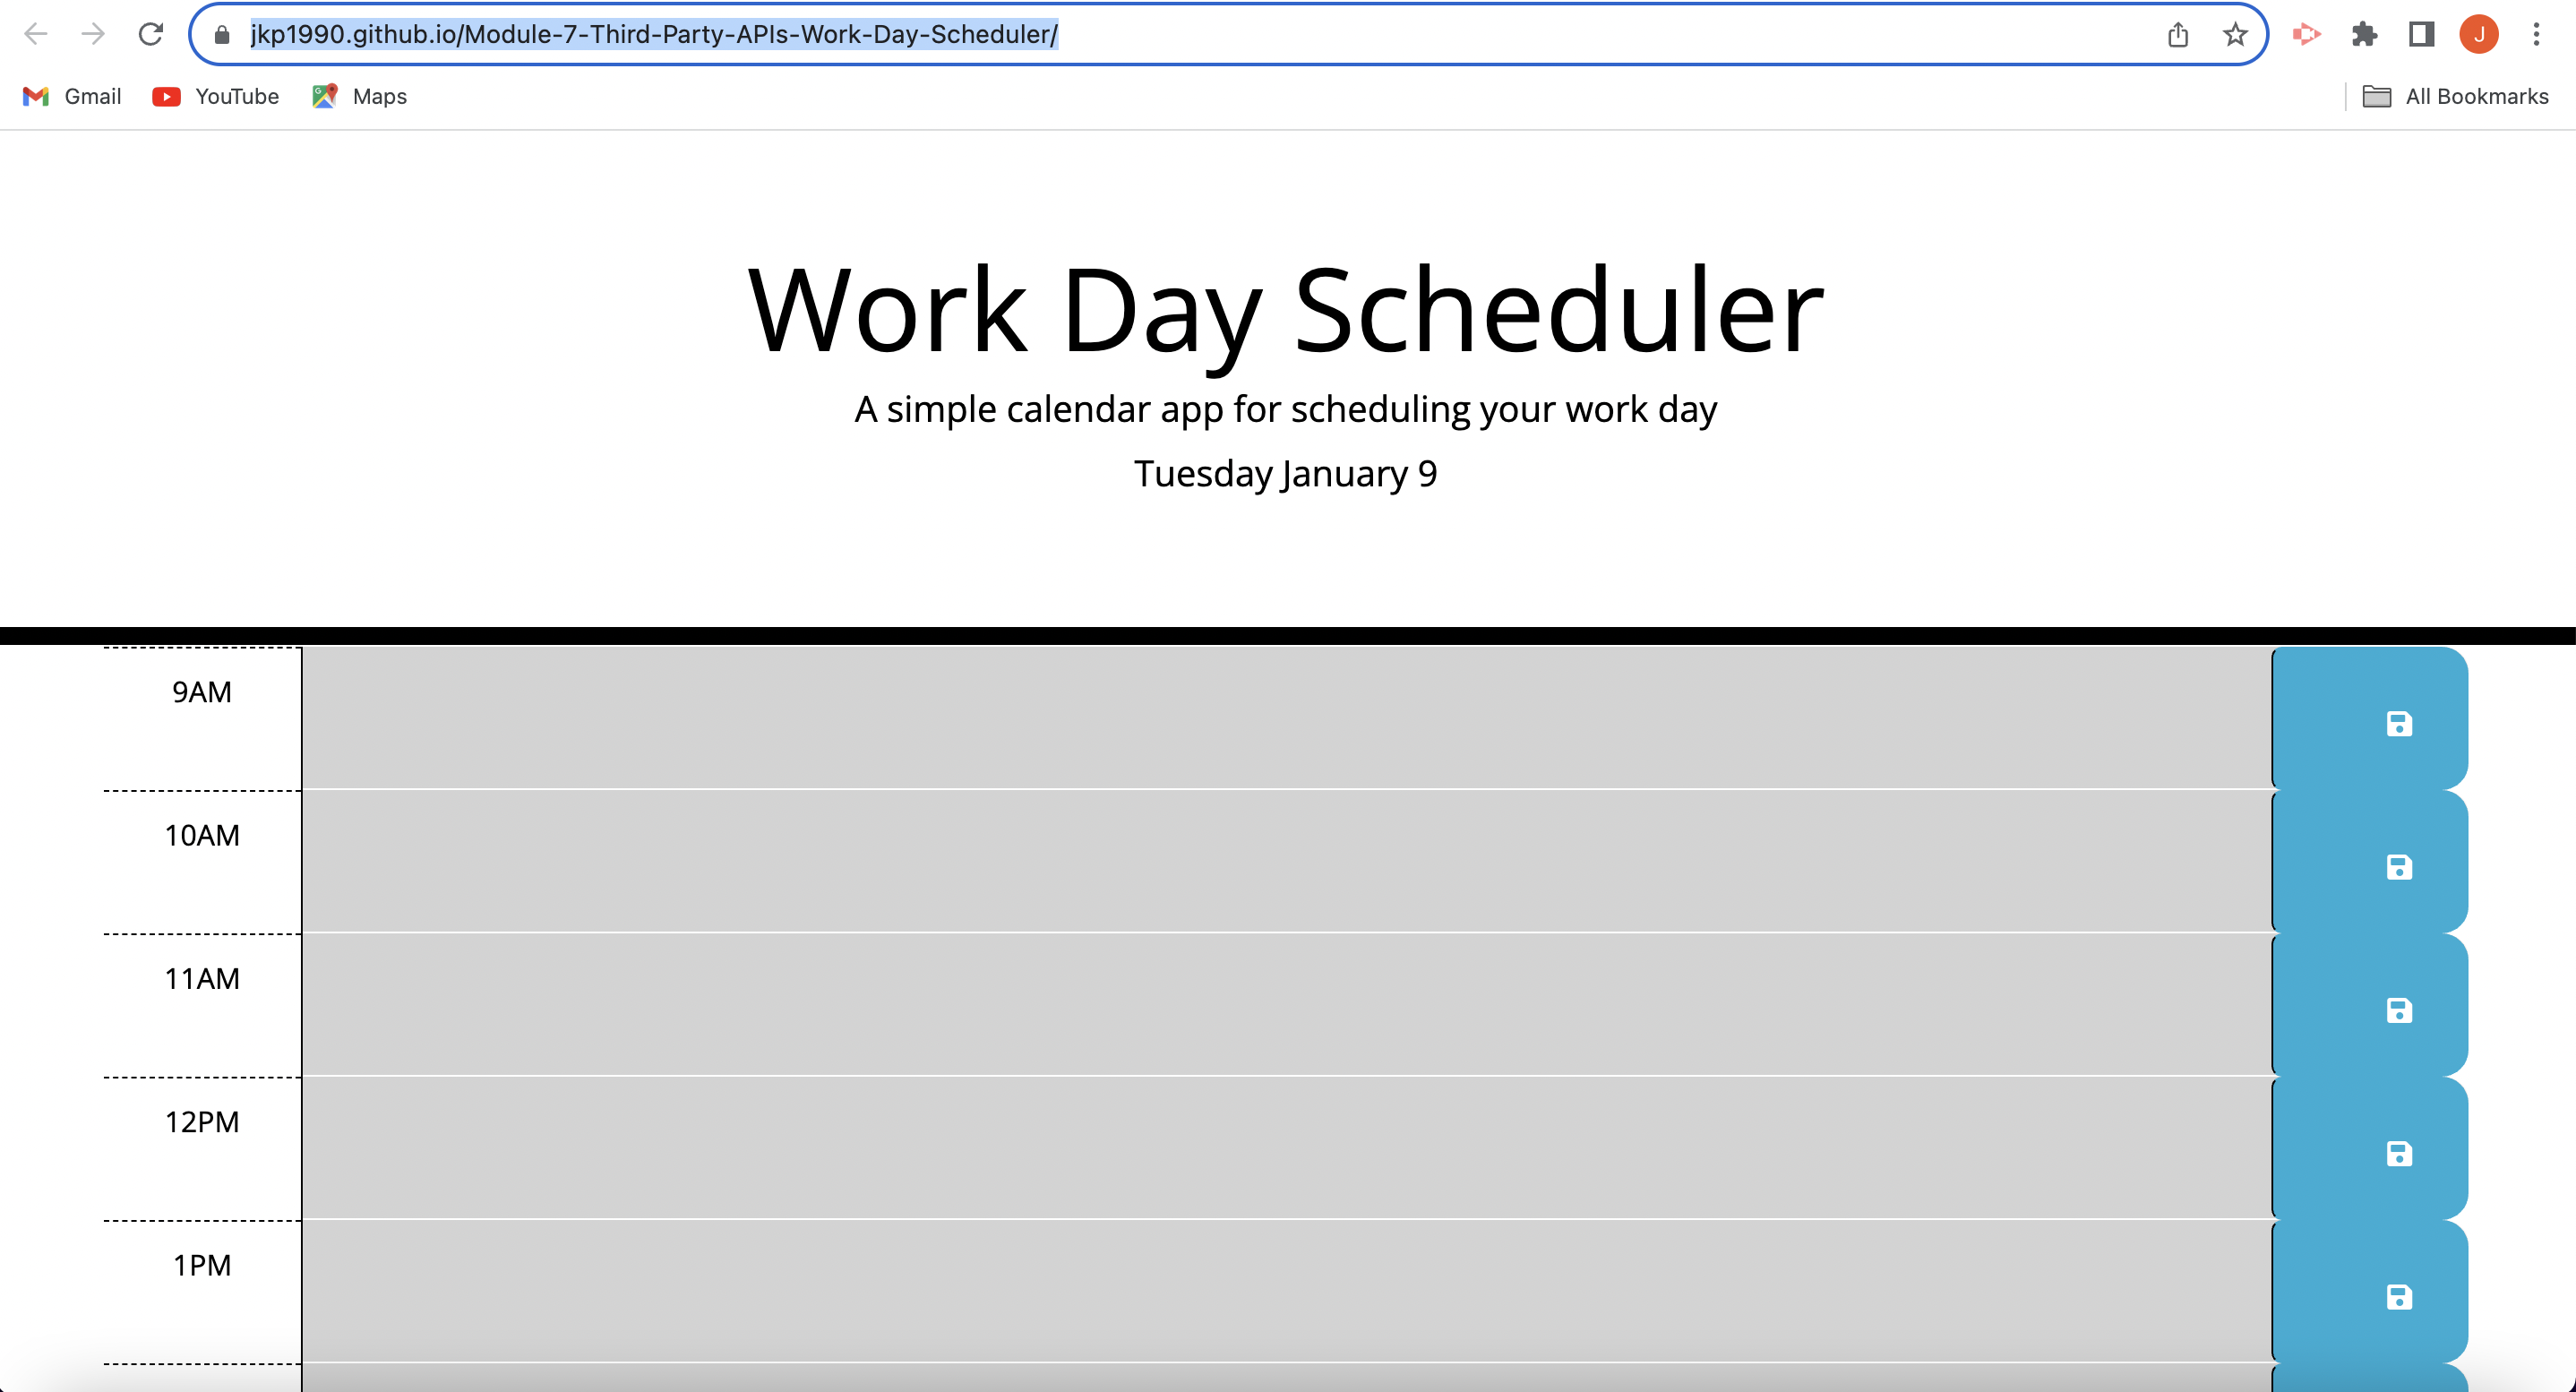 jkp1990.github.io/Module-7-Third-Party-APIs-Work-Day-Scheduler/
J
Gmail
YouTube
Maps
All Bookmarks
Work Day Scheduler
A simple calendar app for scheduling your work day
Tuesday January 9
9AM
10AM
11AM
12PM
1PM